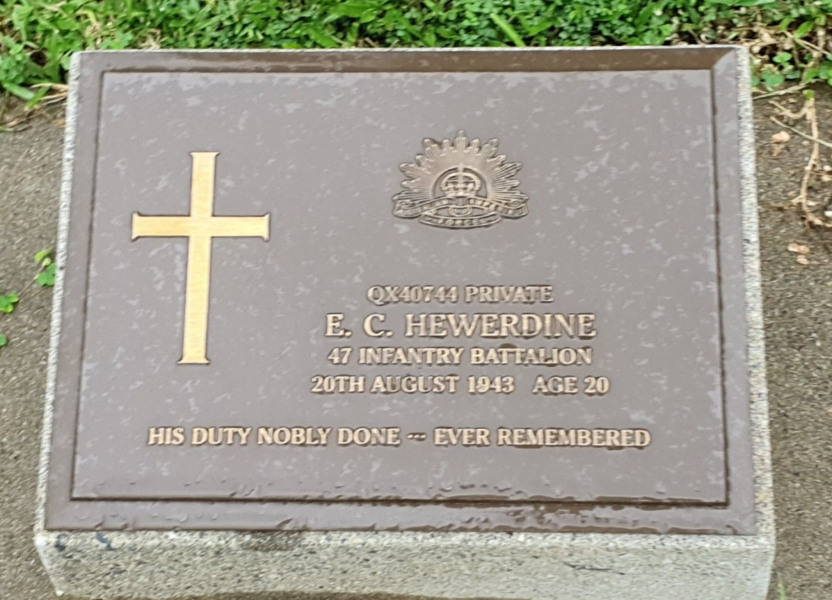 QX40744 PRIVATE
E. C. HEWERDINE
47 INFANTRY BATTALION
20TH AUGUST 1943 AGE 20
HIS DUTY NOBLY DONE -- EVER REMEMBERED